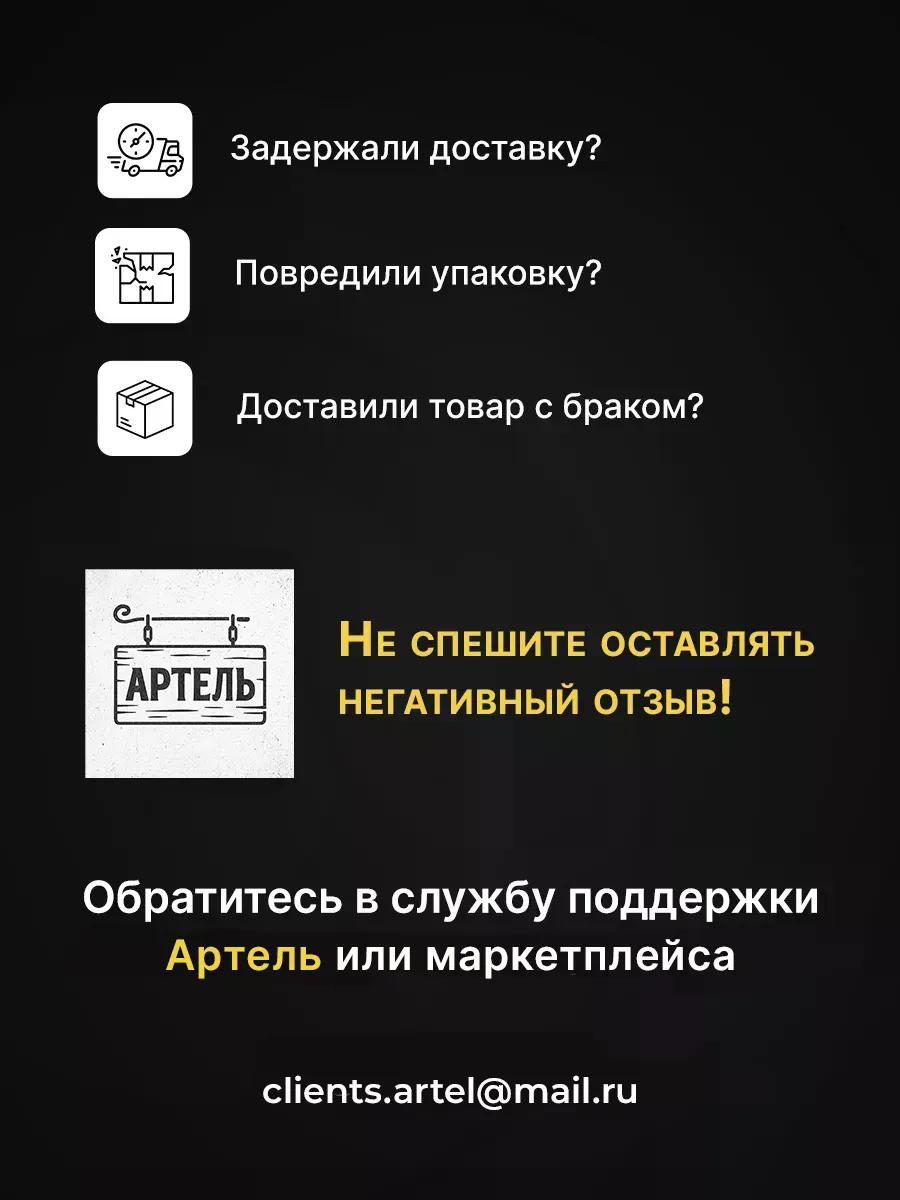 Задержали доставку?
Повредили упаковку?
Доставили товар с браком?
АРТЕЛЬ
Не спешите оставлять
негативный отзыв!
Обратитесь в службу поддержки
Артель или маркетплейса
clients.artel@mail.ru